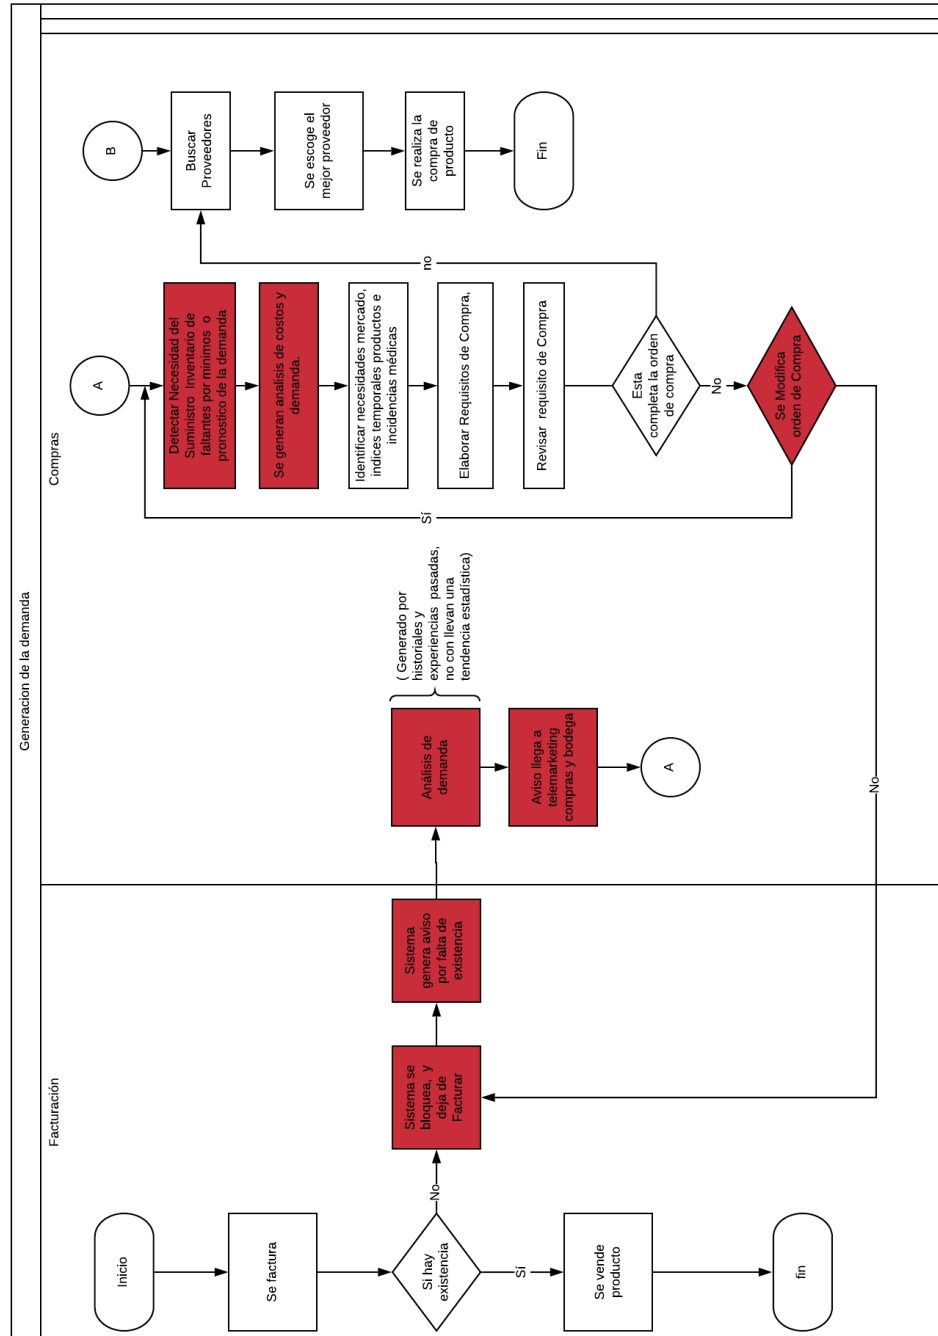 Generacion de la demanda
Facturación
Compras
Inicio
Se factura
Si hay
existencia
Sí
Se vende
producto
fin
No
Sistema se
bloquea, y
deja de
Facturar
Sistema
genera aviso
por falta de
existencia
Análisis de
demanda
( Generado por
historiales y
experiencias pasadas,
no con llevan una
tendencia estadística)
Aviso llega a
telemarketing
compras y bodega
A
A
Detectar Necesidad del
Suministro Inventario de
faltantes por minimos o
pronostico de la demanda
Se generan analisis de costos y
demanda.
Identificar necesidades mercado,
indices temporales productos e
incidencias médicas
Elaborar Requisitos de Compra,
Revisar requisito de Compra
Esta
completa la orden
de compra
No
Se Modifica
orden de Compra
Sí
No
no
B
Buscar
Proveedores
Se escoge el
mejor proveedor
Se realiza la
compra de
producto
Fin